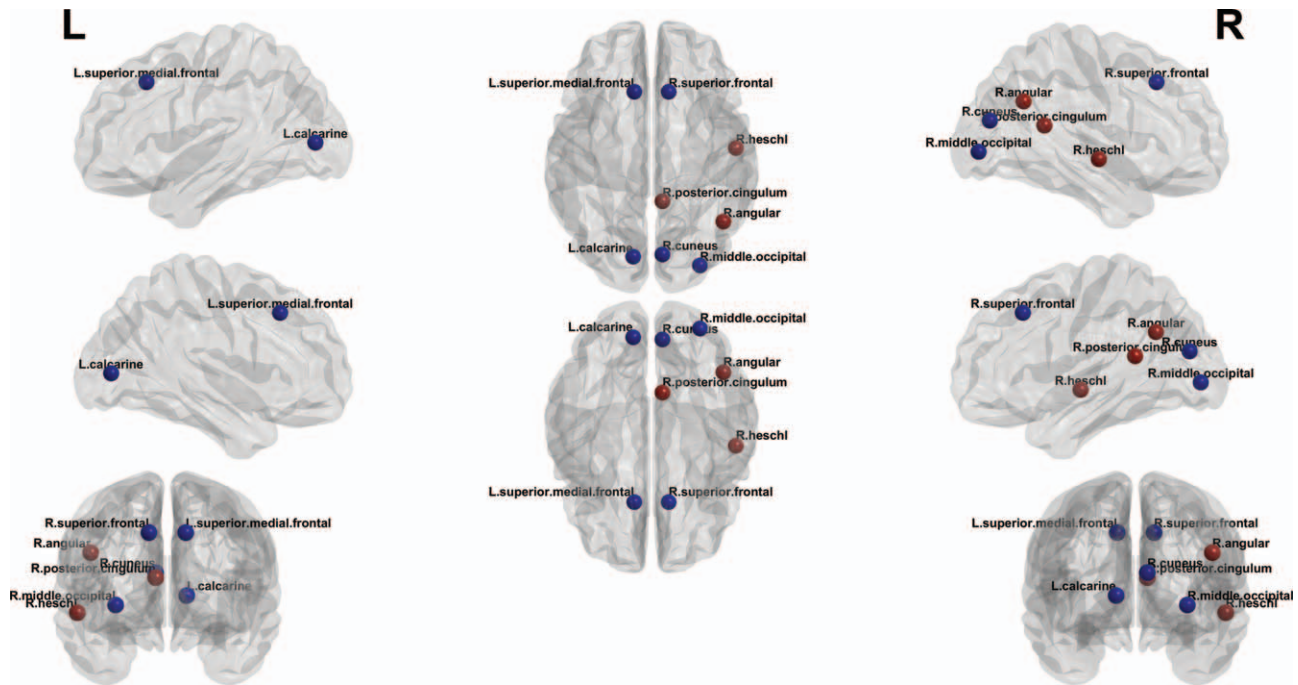 L
R
L.superior.medial.frontal
L.calcarine
L.superior.medial.frontal
R.superior.frontal
R.heschl
R.posterior.cingulum
R.angular
L.calcarine
R.cuneus
R.middle.occipital
R.superior.frontal
R.angular
R.cuneus
posterior.cingulum
R.middle.occipital
R.heschl
L.superior.medial.frontal
L.calcarine
R.middle.occipital
L.calcarine
R.cuneus
R.angular
R.posterior.cingulum
R.heschl
L.superior.medial.frontal
R.superior.frontal
R.superior.frontal
R.angular
R.cuneus
R.posterior.cingulum
R.middle.occipital
R.heschl
R.superior.frontal
L.superior.medial.frontal
R.angular
R.cuneus
R.posterior.cingulum
L.calcarine
R.middle.occipital
R.heschl
L.superior.medial.frontal
R.superior.frontal
R.angular
R.cuneus
posterior.cingulum
L.calcarine
R.middle.occipital
R.heschl